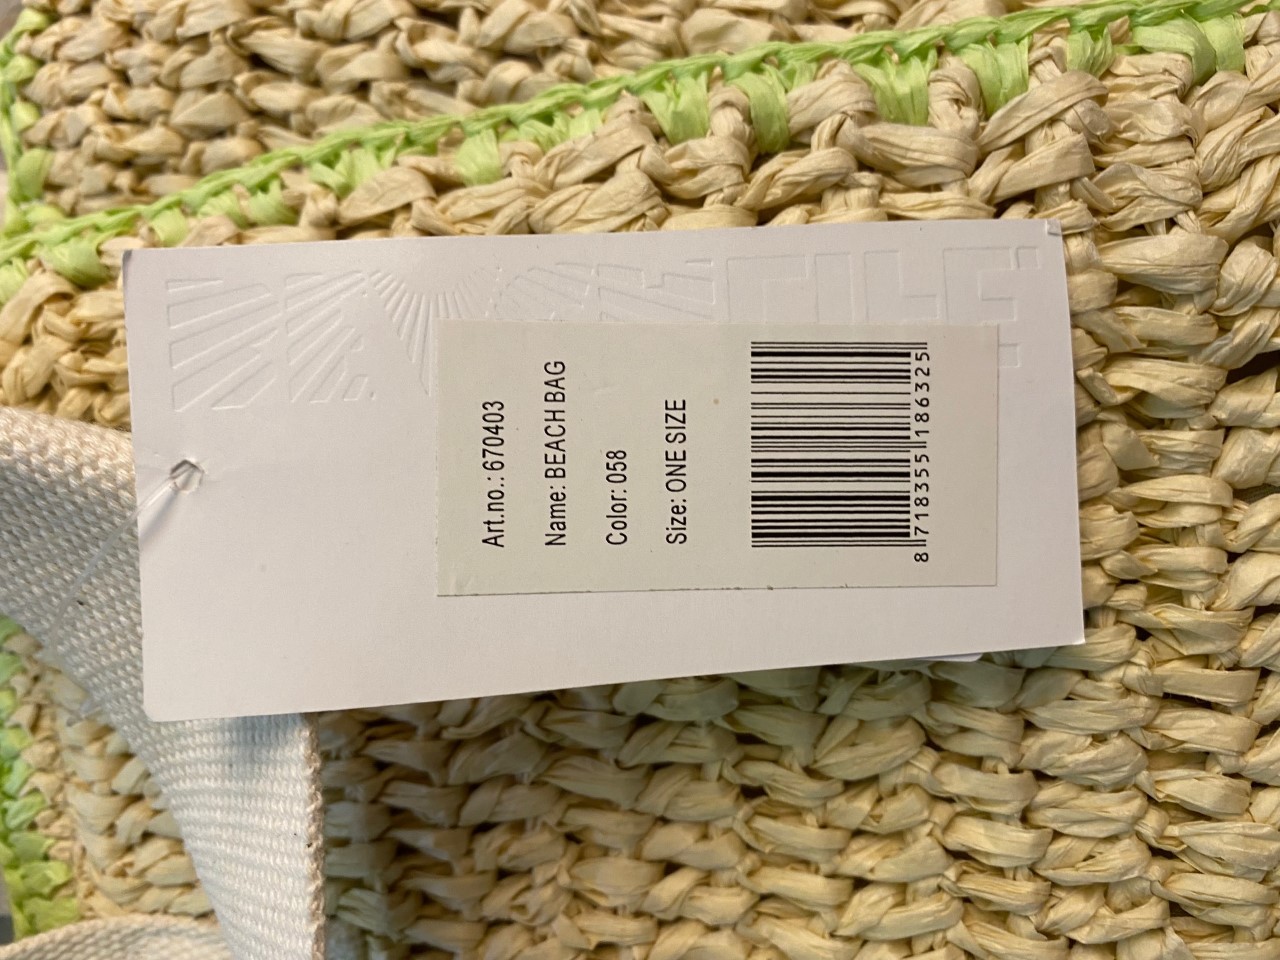 Art.no.: 670403
Name: BEACH BAG
Color: 058
Size: ONE SIZE
8 718355 186325